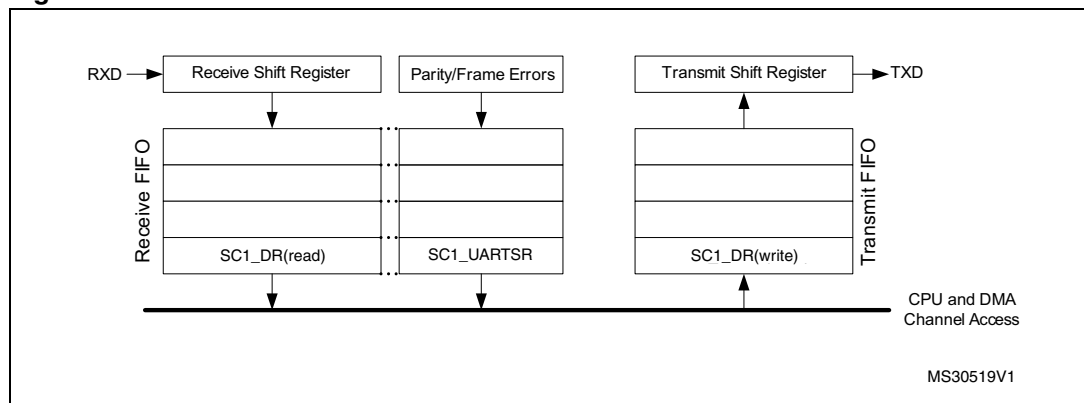 RXD
Receive Shift Register
Parity/Frame Errors
Transmit Shift Register
TXD
Receive FIFO
Transmit FIFO
SC1_DR(read)
SC1_UARTSR
SC1_DR(write)
CPU and DMA
Channel Access
MS30519V1